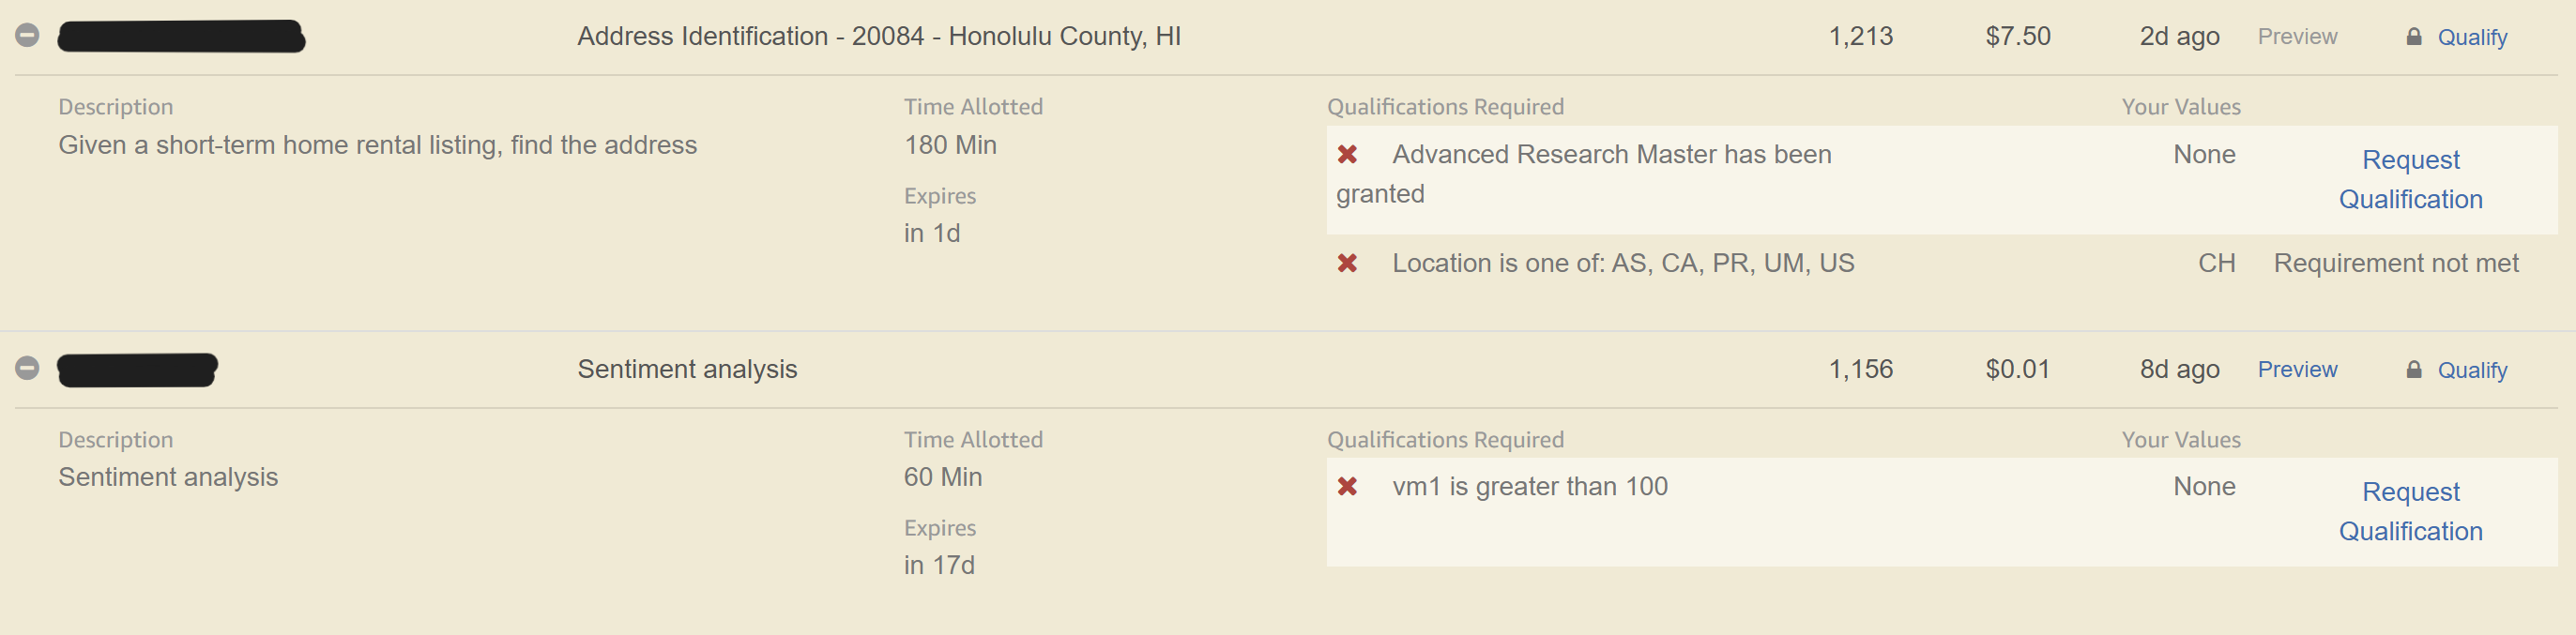 Address Identification - 20084 - Honolulu County, HI 1,213 $7.50 2d ago Preview Qualify
Description Time Allotted Qualifications Required Your Values
Given a short-term home rental listing, find the address 180 Min Advanced Research Master has been None Request
granted Qualification
Expires
in 1d Location is one of: AS, CA, PR, UM, US CH Requirement not met
Sentiment analysis 1,156 $0.01 8d ago Preview Qualify
Description Time Allotted Qualifications Required Your Values
Sentiment analysis 60 Min vm1 is greater than 100 None Request
Qualification
Expires
in 17d